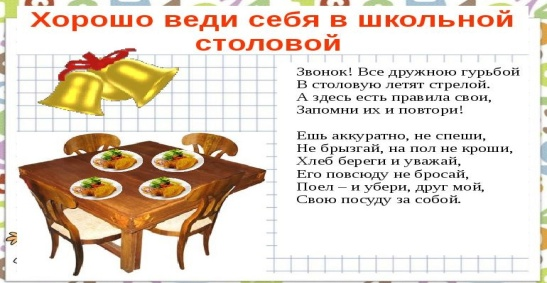 Хорошо веди себя в школьной
столовой
Звонок! Все дружною гурьбой
В столовую летят стрелой.
А здесь есть правила свои,
Запомни их и повтори!
Ешь аккуратно, не спеши,
Не брызгай, на пол не кроши,
Хлеб береги и уважай,
Его повсюду не бросай,
Поел – и убери, друг мой,
Свою посуду за собой.